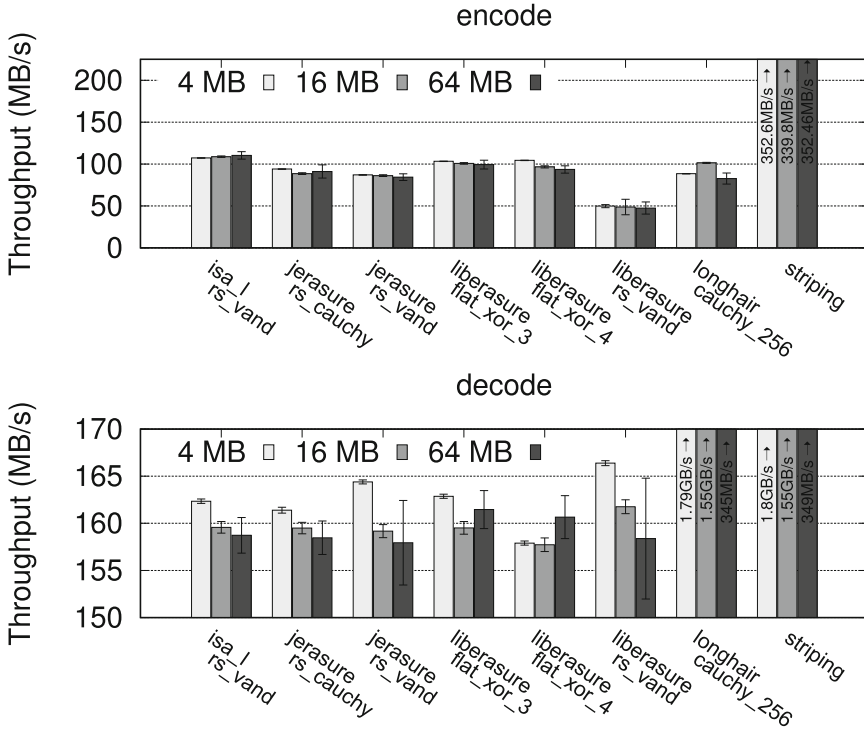 encode
Throughput (MB/s)
200
150
100
50
0
4 MB 16 MB 64 MB
352.6MB/s →
339.8MB/s →
352.46MB/s →
isa_l
rs_vand
jerasure
rs_cauchy
jerasure
rs_vand
liberasure
flat_xor_3
liberasure
flat_xor_4
liberasure
rs_vand
longhair
cauchy_256
striping
decode
Throughput (MB/s)
170
165
160
155
150
4 MB 16 MB 64 MB
1.79GB/s →
1.55GB/s →
345MB/s →
1.8GB/s →
1.55GB/s →
349MB/s →
isa_l
rs_vand
jerasure
rs_cauchy
jerasure
rs_vand
liberasure
flat_xor_3
liberasure
flat_xor_4
liberasure
rs_vand
longhair
cauchy_256
striping